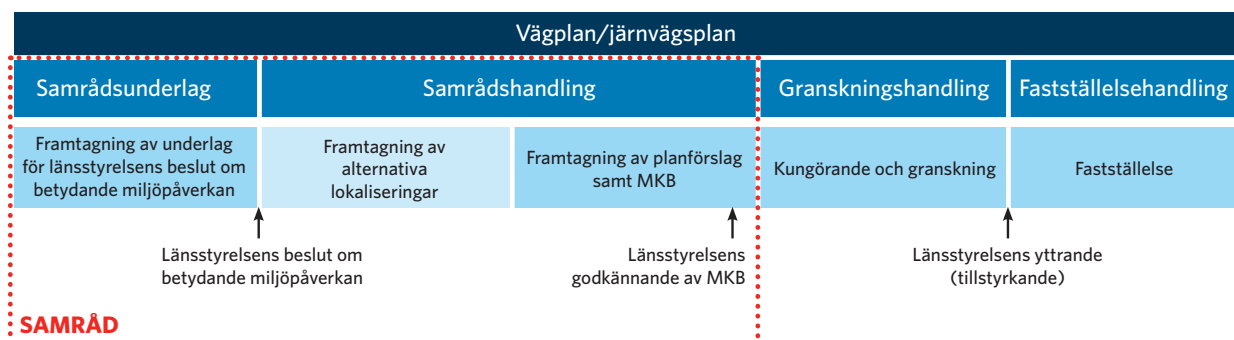 Vägplan/järnvägsplan
Samrådsunderlag
Samrådshandling
Granskningshandling
Fastställelsehandling
Framtagning av underlag
för länsstyrelsens beslut om
betydande miljöpåverkan
Framtagning av
alternativa
lokaliseringar
Framtagning av planförslag
samt MKB
Kungörande och granskning
Fastställelse
Länsstyrelsens beslut om
betydande miljöpåverkan
Länsstyrelsens
godkännande av MKB
Länsstyrelsens yttrande
(tillstyrkande)
SAMRÅD